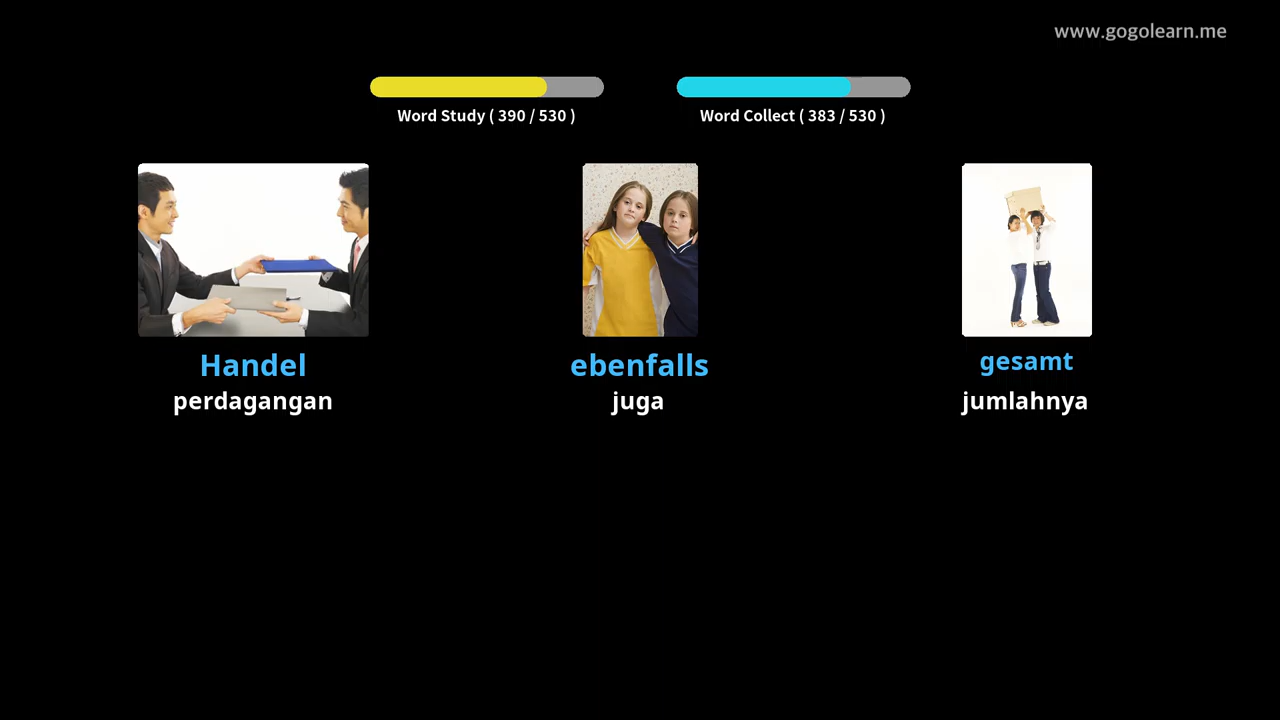 www.gogolearn.me
Word Study ( 390 / 530 )
Word Collect ( 383 / 530 )
Handel
perdagangan
ebenfalls
juga
gesamt
jumlahnya